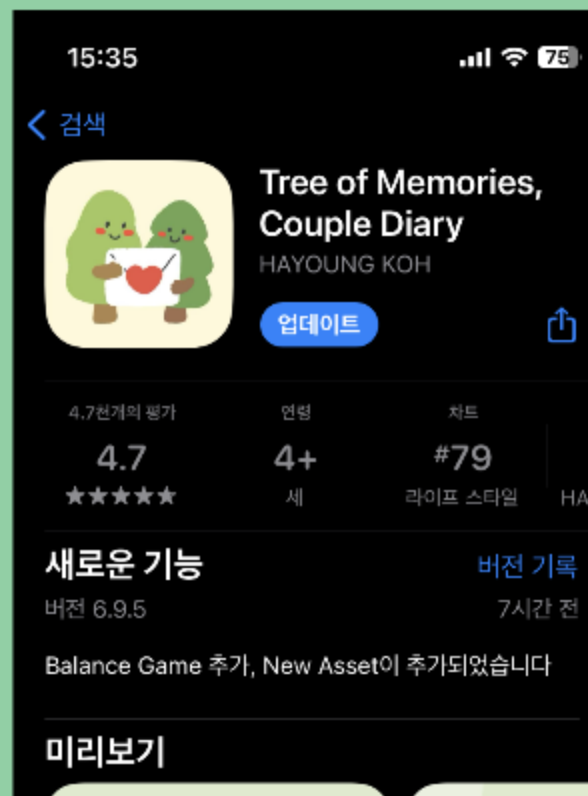 15:35
75
검색
Tree of Memories,
Couple Diary
HAYOUNG KOH
업데이트
4.7천개의 평가
4.7
★★★★★
연령
4+
세
차트
#79
라이프 스타일
HA
새로운 기능
버전 기록
버전 6.9.5
7시간 전
Balance Game 추가, New Asset이 추가되었습니다
미리보기